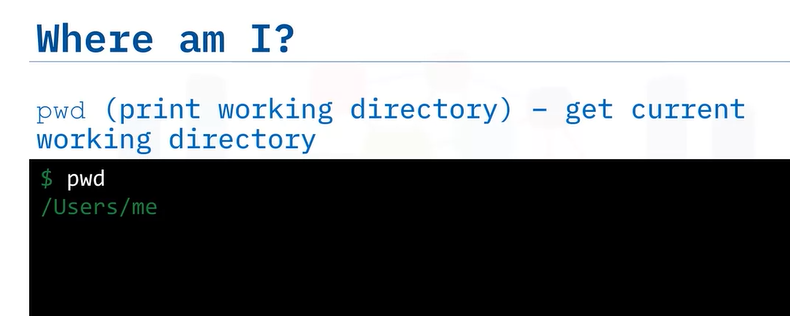 Where am I?
pwd (print working directory) – get current
working directory
$ pwd
/Users/me